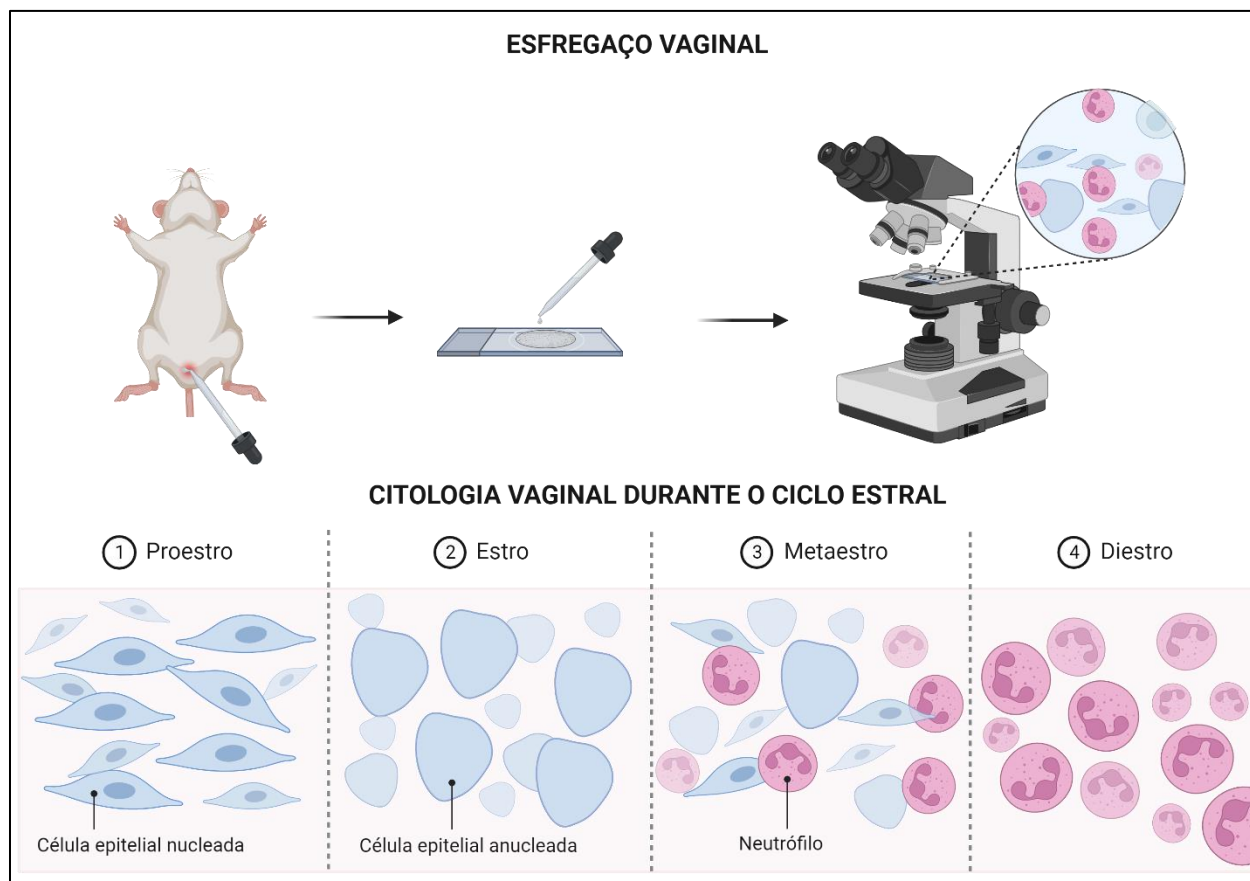 ESFREGAÇO VAGINAL
CITOLOGIA VAGINAL DURANTE O CICLO ESTRAL
1 Proestro
2 Estro
3 Metaestro
4 Diestro
Célula epitelial nucleada
Célula epitelial anucleada
Neutrófilo